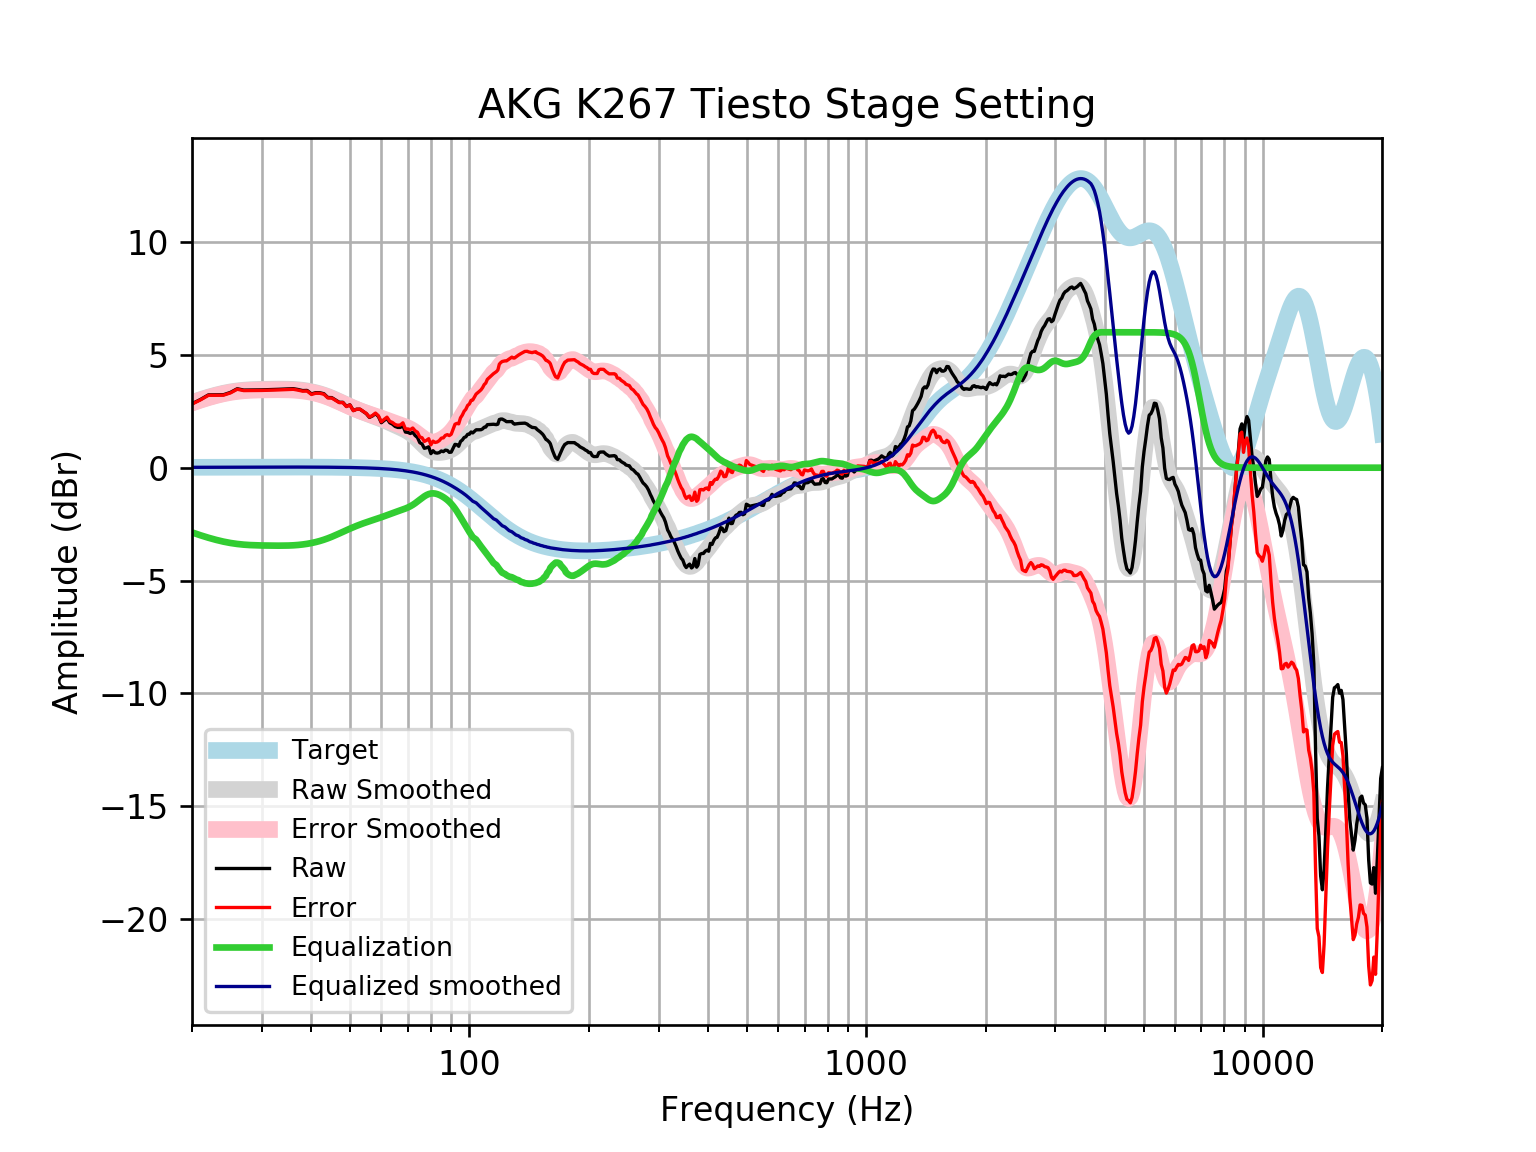 AKG K267 Tiesto Stage Setting
Amplitude (dBr)
10
5
0
−5
−10
−15
−20
Target
Raw Smoothed
Error Smoothed
Raw
Error
Equalization
Equalized smoothed
100 1000 10000
Frequency (Hz)